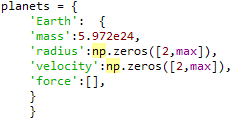 planets = {
'Earth': {
'mass':5.972e24,
'radius':np.zeros([2,max]),
'velocity':np.zeros([2,max]),
'force':[],
}
}